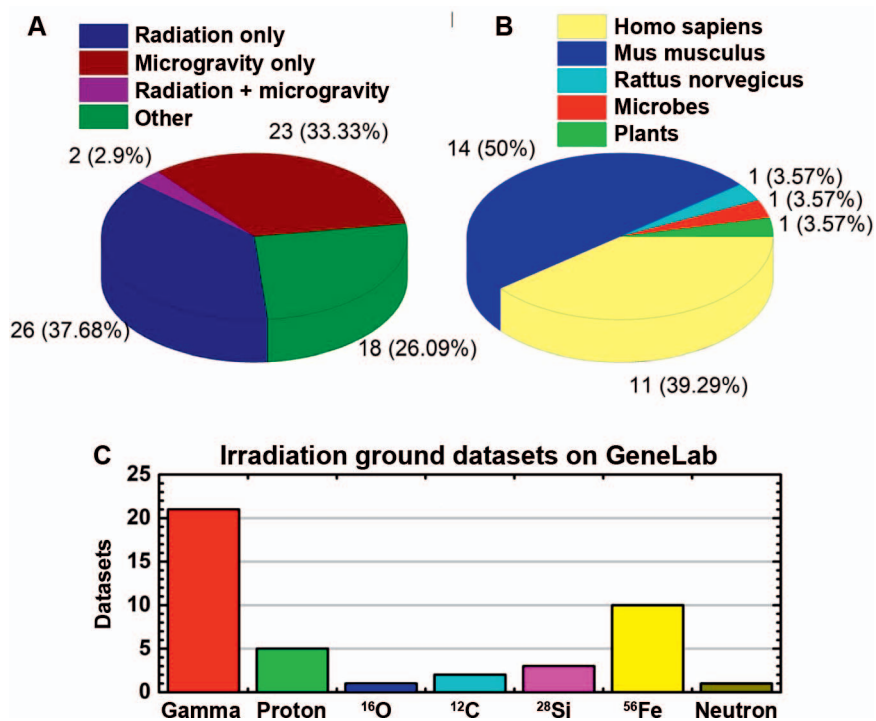 A
Radiation only
Microgravity only
Radiation + microgravity
Other
23 (33.33%)
2 (2.9%)
26 (37.68%)
18 (26.09%)
B
Homo sapiens
Mus musculus
Rattus norvegicus
Microbes
Plants
14 (50%)
1 (3.57%)
1 (3.57%)
1 (3.57%)
11 (39.29%)
C
Irradiation ground datasets on GeneLab
Datasets
25
20
15
10
5
0
Gamma Proton ¹⁶O ¹²C ²⁸Si ⁵⁶Fe Neutron